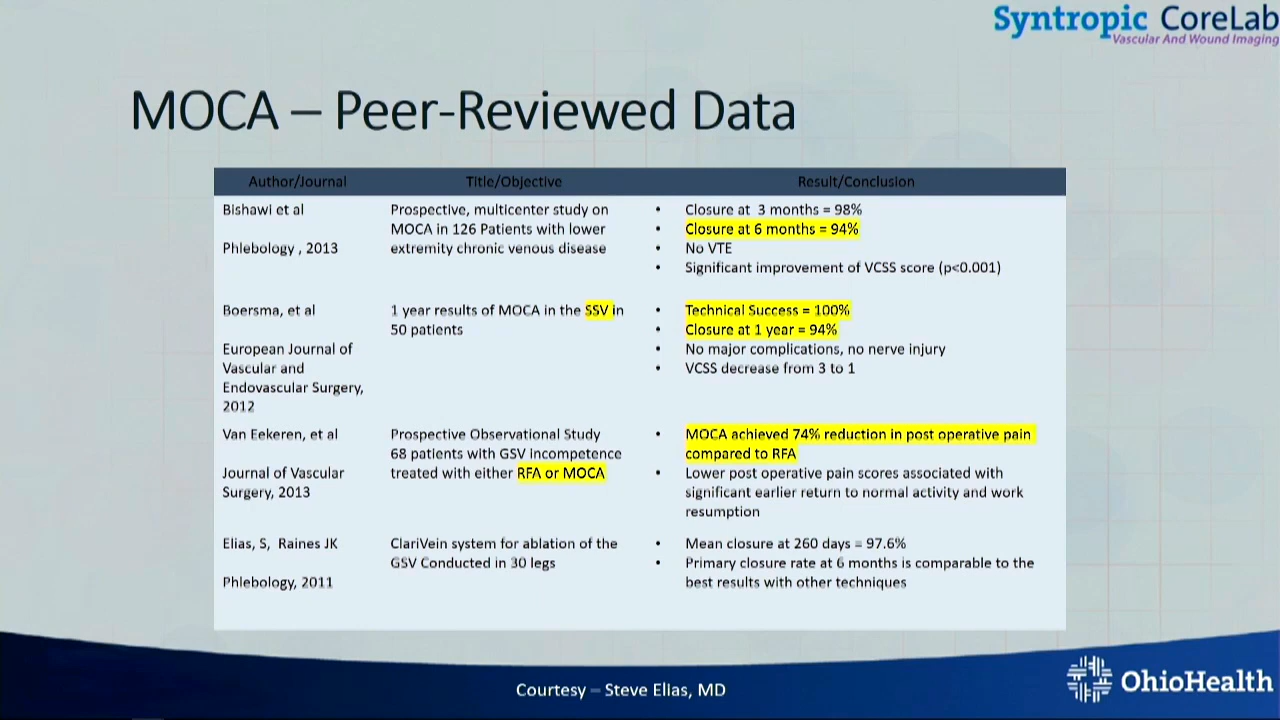 Syntropic CoreLab
Vascular And Wound Imaging
MOCA – Peer-Reviewed Data
Author/Journal
Title/Objective
Result/Conclusion
Bishawi et al
Phlebology , 2013
Prospective, multicenter study on
MOCA in 126 Patients with lower
extremity chronic venous disease
• Closure at 3 months = 98%
• Closure at 6 months = 94%
• No VTE
• Significant improvement of VCSS score (p<0.001)
Boersma, et al
European Journal of
Vascular and
Endovascular Surgery,
2012
1 year results of MOCA in the SSV in
50 patients
• Technical Success = 100%
• Closure at 1 year = 94%
• No major complications, no nerve injury
• VCSS decrease from 3 to 1
Van Eekeren, et al
Journal of Vascular
Surgery, 2013
Prospective Observational Study
68 patients with GSV incompetence
treated with either RFA or MOCA
• MOCA achieved 74% reduction in post operative pain
compared to RFA
• Lower post operative pain scores associated with
significant earlier return to normal activity and work
resumption
Elias, S, Raines JK
Phlebology, 2011
ClariVein system for ablation of the
GSV Conducted in 30 legs
• Mean closure at 260 days = 97.6%
• Primary closure rate at 6 months is comparable to the
best results with other techniques
Courtesy – Steve Elias, MD
OhioHealth